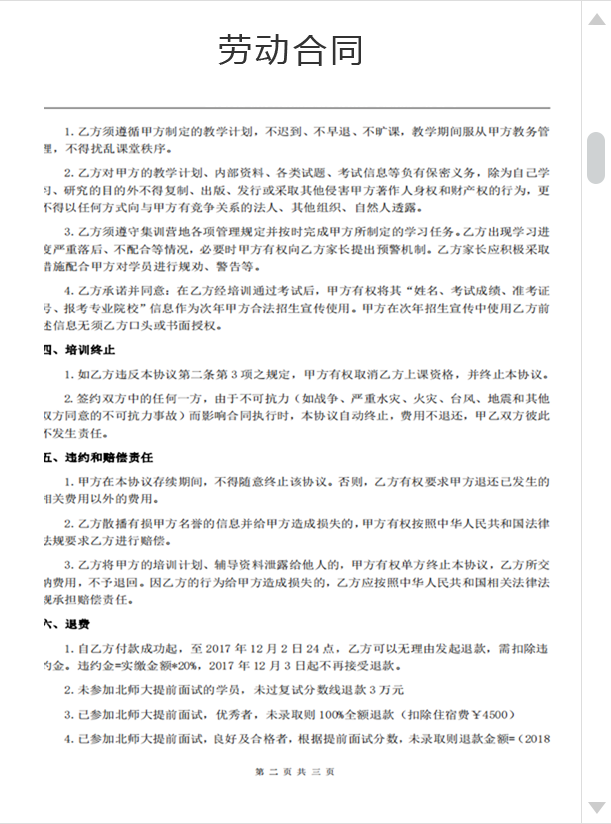 劳动合同
1.乙方须遵循甲方制定的教学计划，不迟到、不早退、不旷课，教学期间服从甲方教务管
理，不得扰乱课堂秩序。
2.乙方对甲方的教学计划、内部资料、各类试题、考试信息等负有保密义务，除为自己学
习、研究的目的外不得复制、出版、发行或采取其他侵害甲方著作人身权和财产权的行为，更
不得以任何方式向与甲方有竞争关系的法人、其他组织、自然人透露。
3.乙方须遵守集训营地各项管理规定并按时完成甲方所制定的学习任务。乙方出现学习进
度严重落后、不配合等情况，必要时甲方有权向乙方家长提出预警机制。乙方家长应积极采取
措施配合甲方对学员进行规劝、警告等。
4.乙方承诺并同意：在乙方经培训通过考试后，甲方有权将其“姓名、考试成绩、准考证
号、报考专业院校”信息作为次年甲方合法招生宣传使用。甲方在次年招生宣传中使用乙方前
述信息无须乙方口头或书面授权。
四、培训终止
1.如乙方违反本协议第二条第3项之规定，甲方有权取消乙方上课资格，并终止本协议。
2.签约双方中的任何一方，由于不可抗力（如战争、严重水灾、火灾、台风、地震和其他
双方同意的不可抗力事故）而影响合同执行时，本协议自动终止，费用不退还，甲乙双方彼此
不发生责任。
五、违约和赔偿责任
1.甲方在本协议存续期间，不得随意终止该协议。否则，乙方有权要求甲方退还已发生的
相关费用以外的费用。
2.乙方散播有损甲方名誉的信息并给甲方造成损失的，甲方有权按照中华人民共和国法律
法规要求乙方进行赔偿。
3.乙方将甲方的培训计划、辅导资料泄露给他人的，甲方有权单方终止本协议，乙方所交
纳费用，不予退回。因乙方的行为给甲方造成损失的，乙方应按照中华人民共和国相关法律法
规承担赔偿责任。
六、退费
1.自乙方付款成功起，至2017年12月2日24点，乙方可以无理由发起退款，需扣除违
约金。违约金=实缴金额*20%，2017年12月3日起不再接受退款。
2.未参加北师大提前面试的学员，未过复试分数线退款3万元
3.已参加北师大提前面试，优秀者，未录取则100%全额退款（扣除住宿费￥4500）
4.已参加北师大提前面试，良好及合格者，根据提前面试分数，未录取则退款金额=（2018
第 二 页 共 三 页